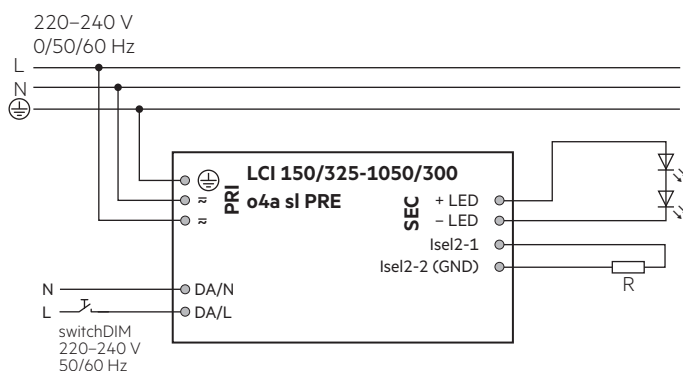 220–240 V
0/50/60 Hz
L
N
LCI 150/325-1050/300
o4a sl PRE
PRI
SEC
+ LED
– LED
Isel2-1
Isel2-2 (GND)
R
N
DA/N
L
DA/L
switchDIM
220–240 V
50/60 Hz